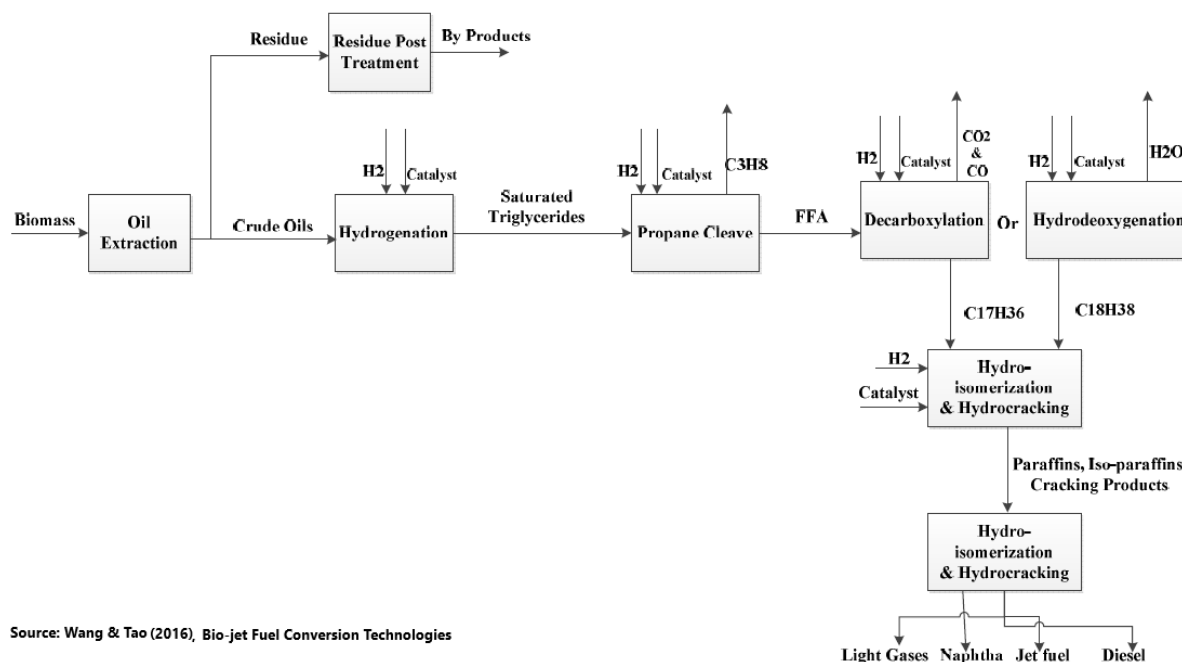 Residue
Residue Post
Treatment
By Products
Biomass
Oil
Extraction
Crude Oils
H2
Catalyst
Hydrogenation
Saturated
Triglycerides
H2
Catalyst
C3H8
Propane Cleave
FFA
H2
Catalyst
CO2
&
CO
Decarboxylation
Or
H2
Catalyst
H2O
Hydrodeoxygenation
C17H36
C18H38
H2
Catalyst
Hydro-
isomerization
& Hydrocracking
Paraffins, Iso-paraffins
Cracking Products
Hydro-
isomerization
& Hydrocracking
Light Gases
Naphtha
Jet fuel
Diesel
Source: Wang & Tao (2016), Bio-jet Fuel Conversion Technologies